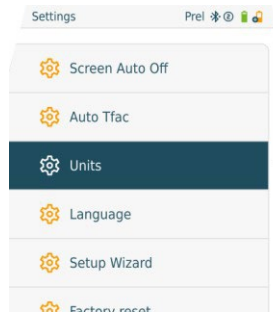 Settings Prel
Screen Auto Off
Auto Tfac
Units
Language
Setup Wizard
Factory reset